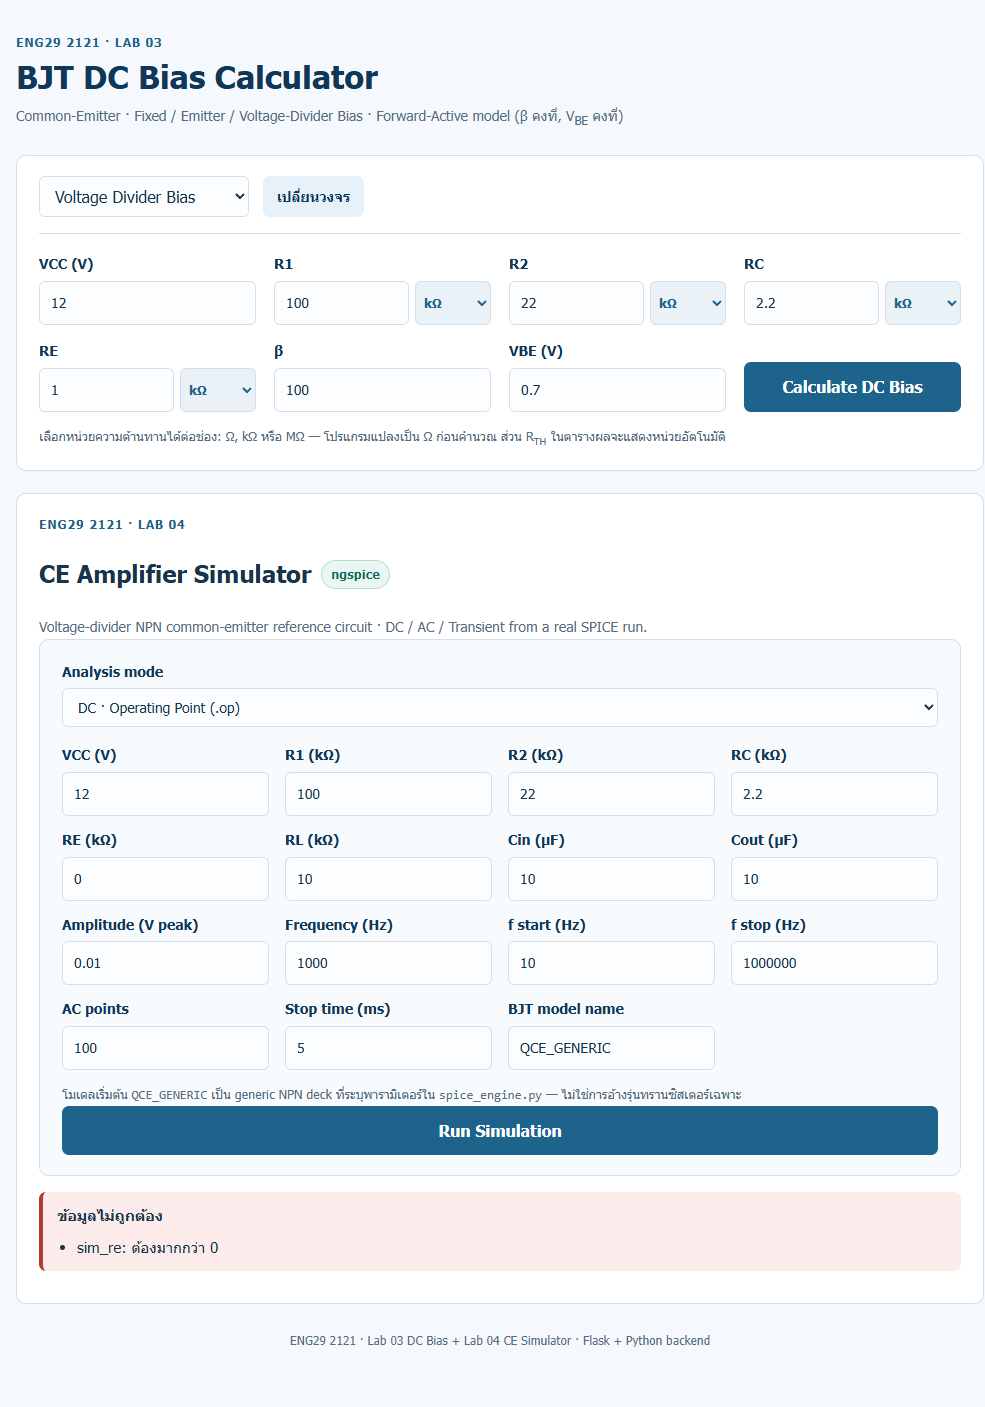 ENG29 2121 · LAB 03
BJT DC Bias Calculator
Common-Emitter · Fixed / Emitter / Voltage-Divider Bias · Forward-Active model (β คงที่, VBE คงที่)
Voltage Divider Bias เปลี่ยนวงจร
VCC (V) R1 R2 RC
12 100 kΩ 22 kΩ 2.2 kΩ
RE β VBE (V)
1 kΩ 100 0.7 Calculate DC Bias
เลือกหน่วยความต้านทานได้ต่อช่อง: Ω, kΩ หรือ MΩ — โปรแกรมแปลงเป็น Ω ก่อนคำนวณ ส่วน RTH ในตารางผลจะแสดงหน่วยอัตโนมัติ
ENG29 2121 · LAB 04
CE Amplifier Simulator ngspice
Voltage-divider NPN common-emitter reference circuit · DC / AC / Transient from a real SPICE run.
Analysis mode
DC · Operating Point (.op)
VCC (V) R1 (kΩ) R2 (kΩ) RC (kΩ)
12 100 22 2.2
RE (kΩ) RL (kΩ) Cin (µF) Cout (µF)
0 10 10 10
Amplitude (V peak) Frequency (Hz) f start (Hz) f stop (Hz)
0.01 1000 10 1000000
AC points Stop time (ms) BJT model name
100 5 QCE_GENERIC
โมเดลเริ่มต้น QCE_GENERIC เป็น generic NPN deck ที่ระบุพารามิเตอร์ใน spice_engine.py — ไม่ใช่การอ้างรุ่นทรานซิสเตอร์เฉพาะ
Run Simulation
ข้อมูลไม่ถูกต้อง
• sim_re: ต้องมากกว่า 0
ENG29 2121 · Lab 03 DC Bias + Lab 04 CE Simulator · Flask + Python backend